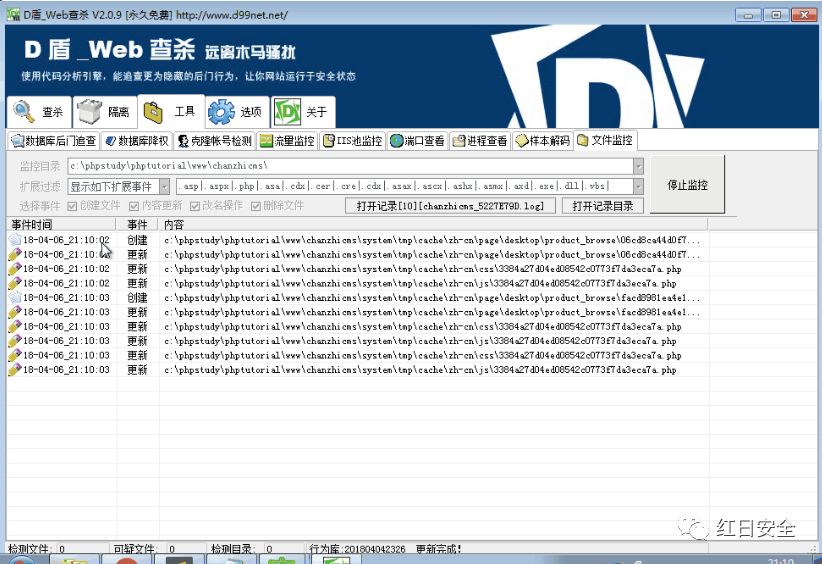 D盾_Web查杀 V2.0.9 [永久免费] http://www.d99net.net/
D 盾 _Web 查杀 远离木马骚扰
使用代码分析引擎，能追查更为隐藏的后门行为，让你网站运行于安全状态
查杀 隔离 工具 选项 关于
数据库后门追查 数据库降权 克隆帐号检测 流量监控 IIS池监控 端口查看 进程查看 样本解码 文件监控
监控目录 c:\phpstudy\phptutorial\www\chanzhicms\
停止监控
扩展过滤 显示如下扩展事件 .asp|.aspx|.php|.asa|.cdx|.cer|.cre|.cdx|.asax|.ascx|.ashx|.asmx|.axd|.exe|.dll|.vbs|
选择事件 创建文件 内容更新 改名操作 删除文件 打开记录[10][chanzhicms_5227E79D.log] 打开记录目录
事件时间 事件 内容
18-04-06_21:10:02 创建 c:\phpstudy\phptutorial\www\chanzhicms\system\tmp\cache\zh-cn\page\desktop\product_browse\06cd8ca44d0f7...
18-04-06_21:10:02 更新 c:\phpstudy\phptutorial\www\chanzhicms\system\tmp\cache\zh-cn\page\desktop\product_browse\06cd8ca44d0f7...
18-04-06_21:10:02 更新 c:\phpstudy\phptutorial\www\chanzhicms\system\tmp\cache\zh-cn\css\3384a27d04ed08542c0773f7da3eca7a.php
18-04-06_21:10:02 更新 c:\phpstudy\phptutorial\www\chanzhicms\system\tmp\cache\zh-cn\js\3384a27d04ed08542c0773f7da3eca7a.php
18-04-06_21:10:03 创建 c:\phpstudy\phptutorial\www\chanzhicms\system\tmp\cache\zh-cn\page\desktop\product_browse\facd8981ea4e1...
18-04-06_21:10:03 更新 c:\phpstudy\phptutorial\www\chanzhicms\system\tmp\cache\zh-cn\page\desktop\product_browse\facd8981ea4e1...
18-04-06_21:10:03 更新 c:\phpstudy\phptutorial\www\chanzhicms\system\tmp\cache\zh-cn\css\3384a27d04ed08542c0773f7da3eca7a.php
18-04-06_21:10:03 更新 c:\phpstudy\phptutorial\www\chanzhicms\system\tmp\cache\zh-cn\js\3384a27d04ed08542c0773f7da3eca7a.php
18-04-06_21:10:03 更新 c:\phpstudy\phptutorial\www\chanzhicms\system\tmp\cache\zh-cn\css\3384a27d04ed08542c0773f7da3eca7a.php
18-04-06_21:10:03 更新 c:\phpstudy\phptutorial\www\chanzhicms\system\tmp\cache\zh-cn\js\3384a27d04ed08542c0773f7da3eca7a.php
红日安全
检测文件: 0 可疑文件: 0 检测目录: 0 行为库:201804042326 更新完成!
21:10